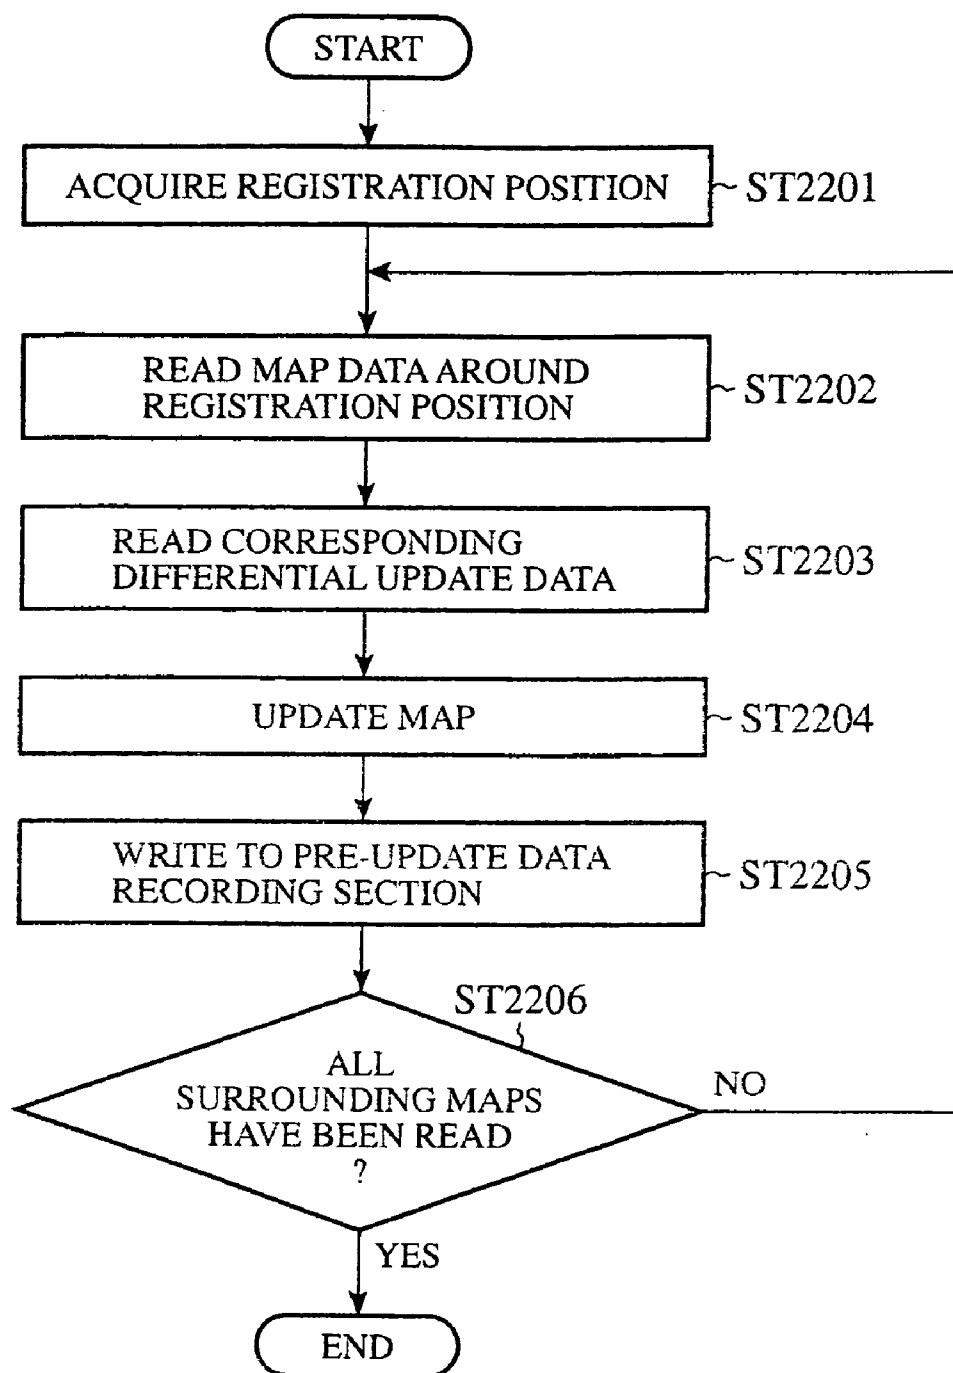 START
ACQUIRE REGISTRATION POSITION
ST2201
READ MAP DATA AROUND
REGISTRATION POSITION
ST2202
READ CORRESPONDING
DIFFERENTIAL UPDATE DATA
ST2203
UPDATE MAP
ST2204
WRITE TO PRE-UPDATE DATA
RECORDING SECTION
ST2205
ST2206
ALL
SURROUNDING MAPS
HAVE BEEN READ
?
NO
YES
END